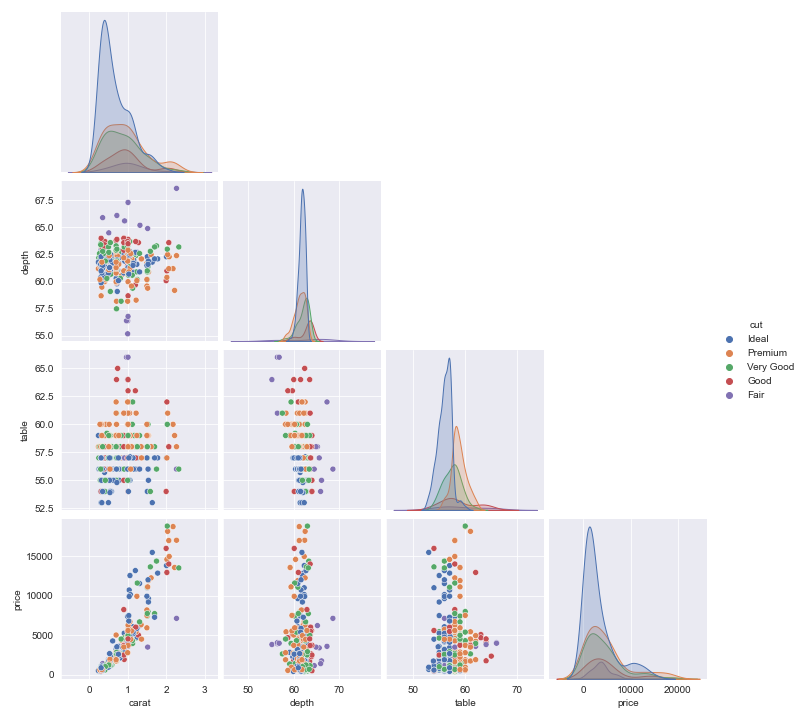 67.5
65.0
62.5
60.0
57.5
55.0
depth
cut
Ideal
Premium
Very Good
Good
Fair
65.0
62.5
60.0
57.5
55.0
52.5
table
15000
10000
5000
0
price
0 1 2 3
50 60 70
50 60 70
0 10000 20000
carat depth table price